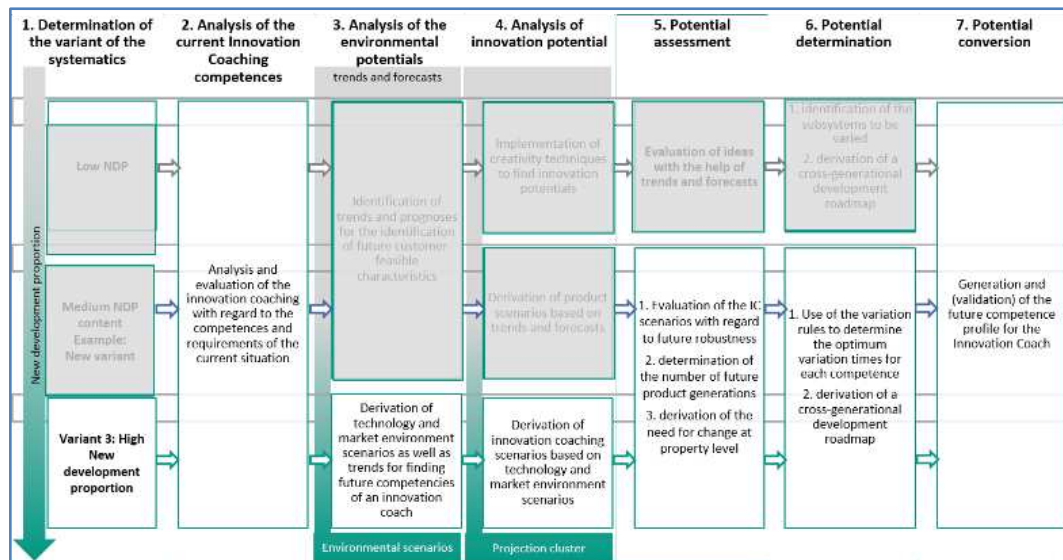 1. Determination of
the variant of the
systematics
2. Analysis of the
current Innovation
Coaching
competences
3. Analysis of the
environmental
potentials
trends and forecasts
4. Analysis of
innovation potential
5. Potential
assessment
6. Potential
determination
7. Potential
conversion
New development proportion
Low NDP
Medium NDP
content
Example:
New variant
Variant 3: High
New development
proportion
Analysis and
evaluation of the
innovation coaching
with regard to the
competences and
requirements of the
current situation
Identification of
trends and prognoses
for the identification
of future customer
feasible
characteristics
Derivation of
technology and
market environment
scenarios as well as
trends for finding
future competencies
of an innovation
coach
Environmental scenarios
Implementation of
creativity techniques
to find innovation
potentials
Derivation of product
scenarios based on
trends and forecasts
Derivation of
innovation coaching
scenarios based on
technology and
market environment
scenarios
Projection cluster
Evaluation of ideas
with the help of
trends and forecasts
1. Evaluation of the IC
scenarios with regard
to future robustness
2. determination of
the number of future
product generations
3. derivation of the
need for change at
property level
1. identification of the
subsystems to be
varied
2. derivation of a
cross-generational
development
roadmap
1. Use of the variation
rules to determine
the optimum
variation times for
each competence
2. derivation of a
cross-generational
development
roadmap
Generation and
(validation) of the
future competence
profile for the
Innovation Coach